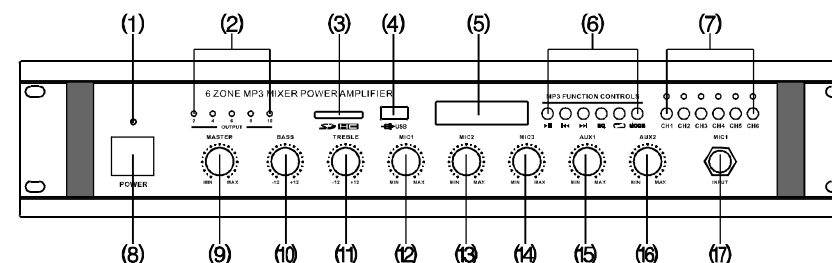 (1) (2) (3) (4) (5) (6) (7)
6 ZONE MP3 MIXER POWER AMPLIFIER
MP3 FUNCTION CONTROLS
2 4 6 8 10
OUTPUT
SD HC
USB
EQ MODE
CH1 CH2 CH3 CH4 CH5 CH6
MASTER BASS TREBLE MIC1 MIC2 MIC3 AUX1 AUX2 MIC1
MIN MAX -12 +12 -12 +12 MIN MAX MIN MAX MIN MAX MIN MAX MIN MAX INPUT
POWER
(8) (9) (10) (11) (12) (13) (14) (15) (16) (17)